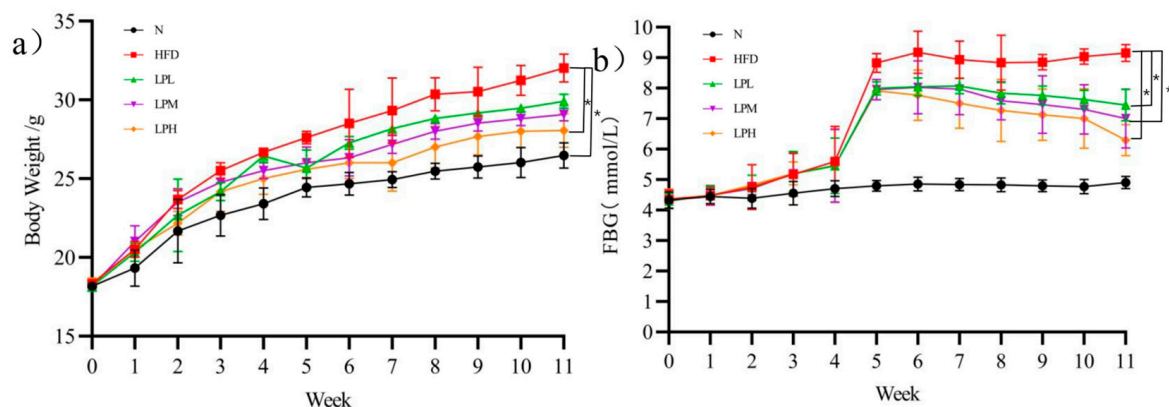 a）
Body Weight /g
35
30
25
20
15
N
HFD
LPL
LPM
LPH
*
*
0 1 2 3 4 5 6 7 8 9 10 11
Week
b）
FBG（ mmol/L）
10
9
8
7
6
5
4
3
2
1
0
N
HFD
LPL
LPM
LPH
*
*
*
0 1 2 3 4 5 6 7 8 9 10 11
Week